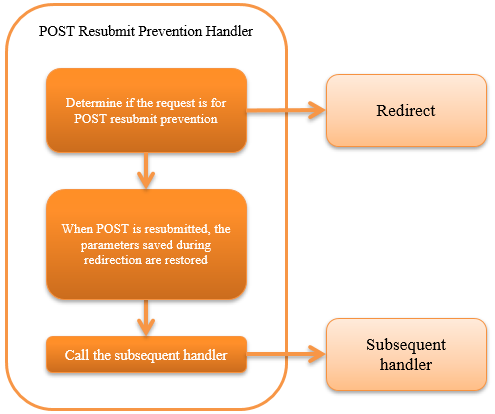 POST Resubmit Prevention Handler
Determine if the request is for
POST resubmit prevention
Redirect
When POST is resubmitted, the
parameters saved during
redirection are restored
Call the subsequent handler
Subsequent
handler